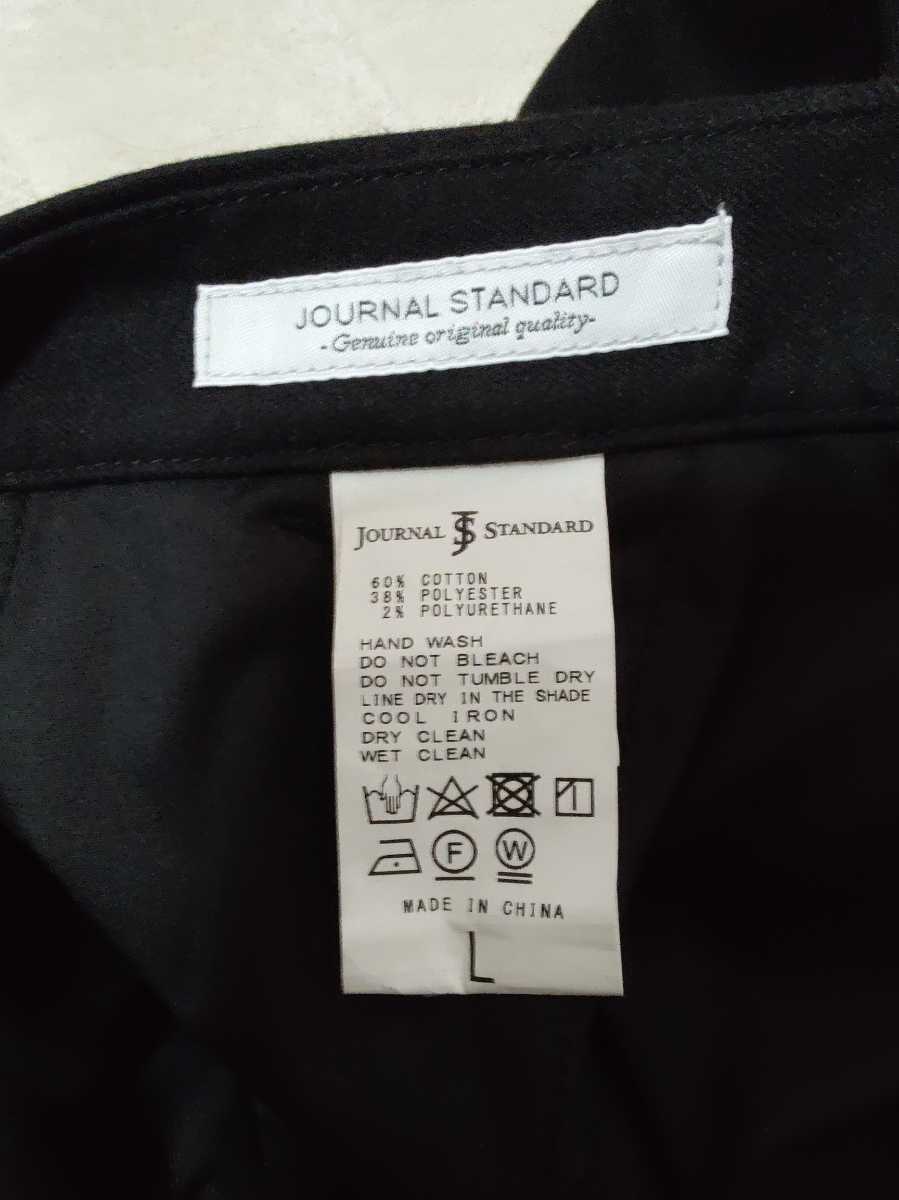 JOURNAL STANDARD
-Genuine original quality-
JOURNAL JS STANDARD
60% COTTON
38% POLYESTER
2% POLYURETHANE
HAND WASH
DO NOT BLEACH
DO NOT TUMBLE DRY
LINE DRY IN THE SHADE
COOL IRON
DRY CLEAN
WET CLEAN
F W
MADE IN CHINA
L